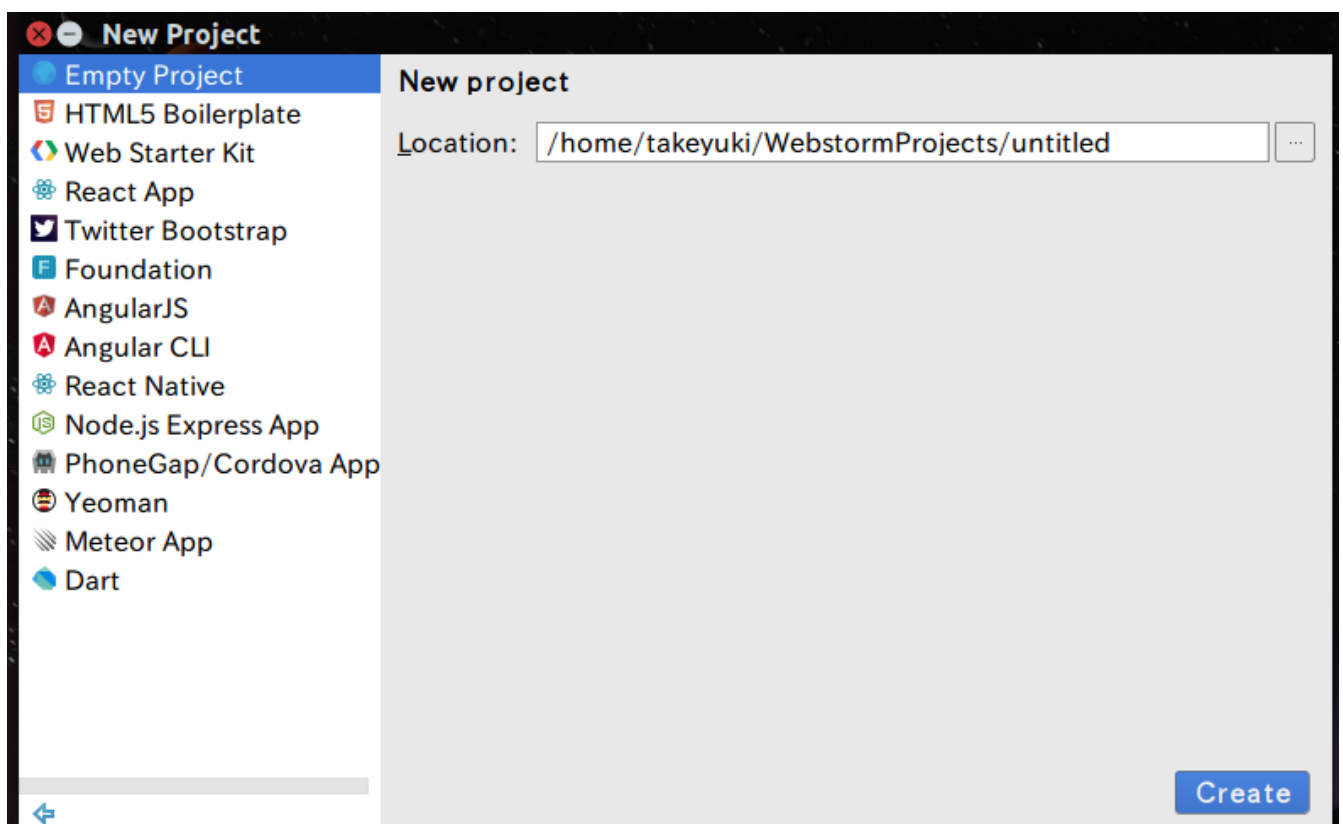 New Project
Empty Project
HTML5 Boilerplate
Web Starter Kit
React App
Twitter Bootstrap
Foundation
AngularJS
Angular CLI
React Native
Node.js Express App
PhoneGap/Cordova App
Yeoman
Meteor App
Dart
New project
Location: /home/takeyuki/WebstormProjects/untitled ...
Create